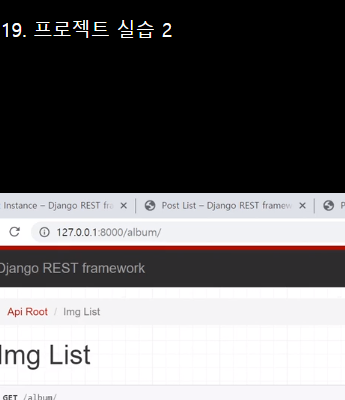 19. 프로젝트 실습 2
Instance – Django REST fra
Post List – Django REST framew
P
127.0.0.1:8000/album/
Django REST framework
Api Root / Img List
Img List
GET /album/